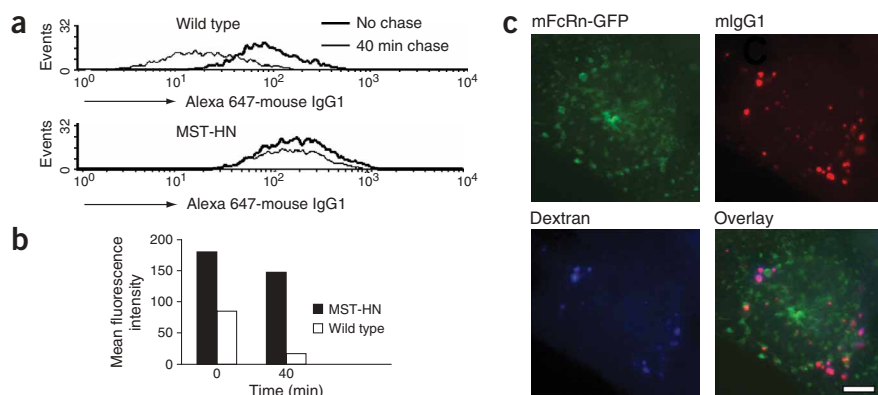 a
Wild type
No chase
40 min chase
Events
32
0
10⁰ 10¹ 10² 10³ 10⁴
Alexa 647-mouse IgG1
MST-HN
Events
32
0
10⁰ 10¹ 10² 10³ 10⁴
Alexa 647-mouse IgG1
b
Mean fluorescence
intensity
200
150
100
50
0
0 40
Time (min)
MST-HN
Wild type
c
mFcRn-GFP mIgG1
C
Dextran Overlay